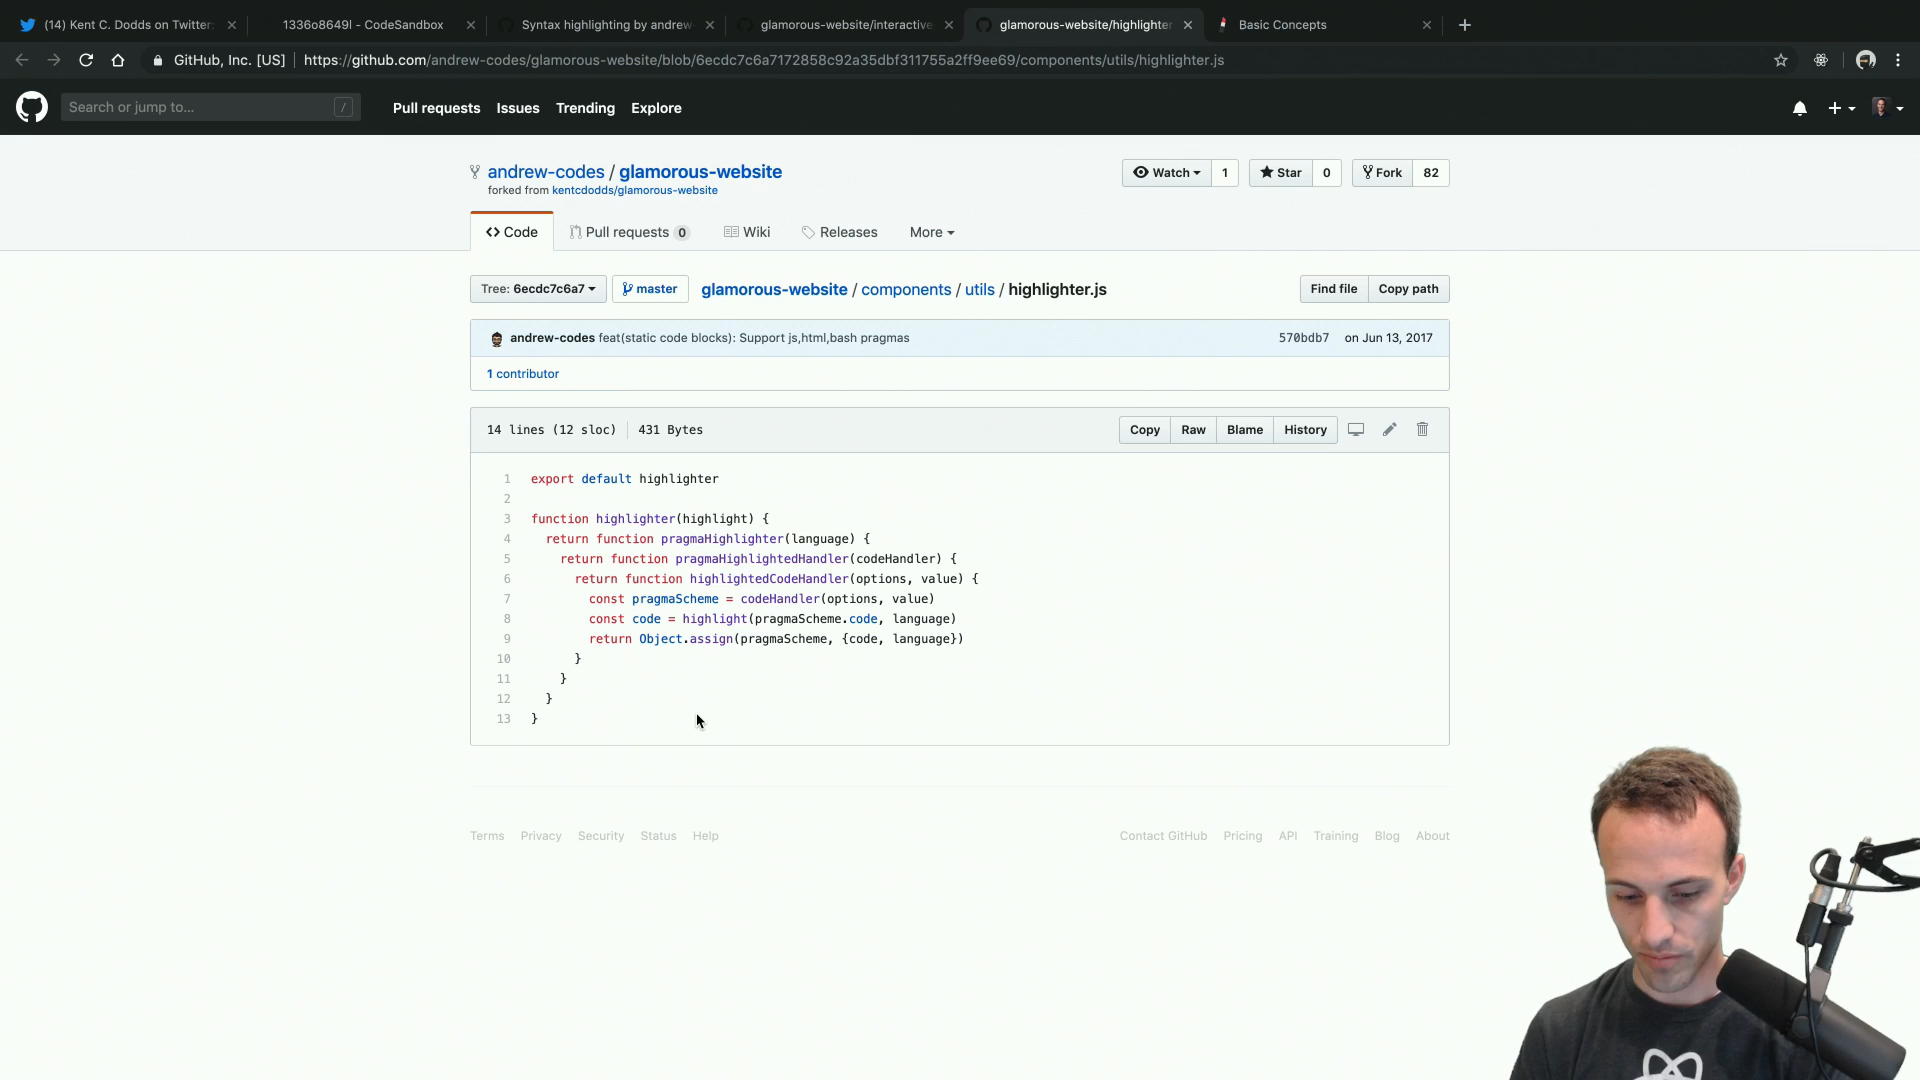 (14) Kent C. Dodds on Twitter:
1336o8649l - CodeSandbox
Syntax highlighting by andrew-
glamorous-website/interactive
glamorous-website/highlighter
Basic Concepts
GitHub, Inc. [US]
https://github.com/andrew-codes/glamorous-website/blob/6ecdc7c6a7172858c92a35dbf311755a2ff9ee69/components/utils/highlighter.js
Search or jump to...
/
Pull requests
Issues
Trending
Explore
andrew-codes / glamorous-website
forked from kentcdodds/glamorous-website
Watch
1
Star
0
Fork
82
Code
Pull requests 0
Wiki
Releases
More
Tree: 6ecdc7c6a7
master
glamorous-website / components / utils / highlighter.js
Find file
Copy path
andrew-codes feat(static code blocks): Support js,html,bash pragmas
570bdb7 on Jun 13, 2017
1 contributor
14 lines (12 sloc) 431 Bytes
Copy
Raw
Blame
History
1 export default highlighter
2
3 function highlighter(highlight) {
4 return function pragmaHighlighter(language) {
5 return function pragmaHighlightedHandler(codeHandler) {
6 return function highlightedCodeHandler(options, value) {
7 const pragmaScheme = codeHandler(options, value)
8 const code = highlight(pragmaScheme.code, language)
9 return Object.assign(pragmaScheme, {code, language})
10 }
11 }
12 }
13 }
Terms
Privacy
Security
Status
Help
Contact GitHub
Pricing
API
Training
Blog
About